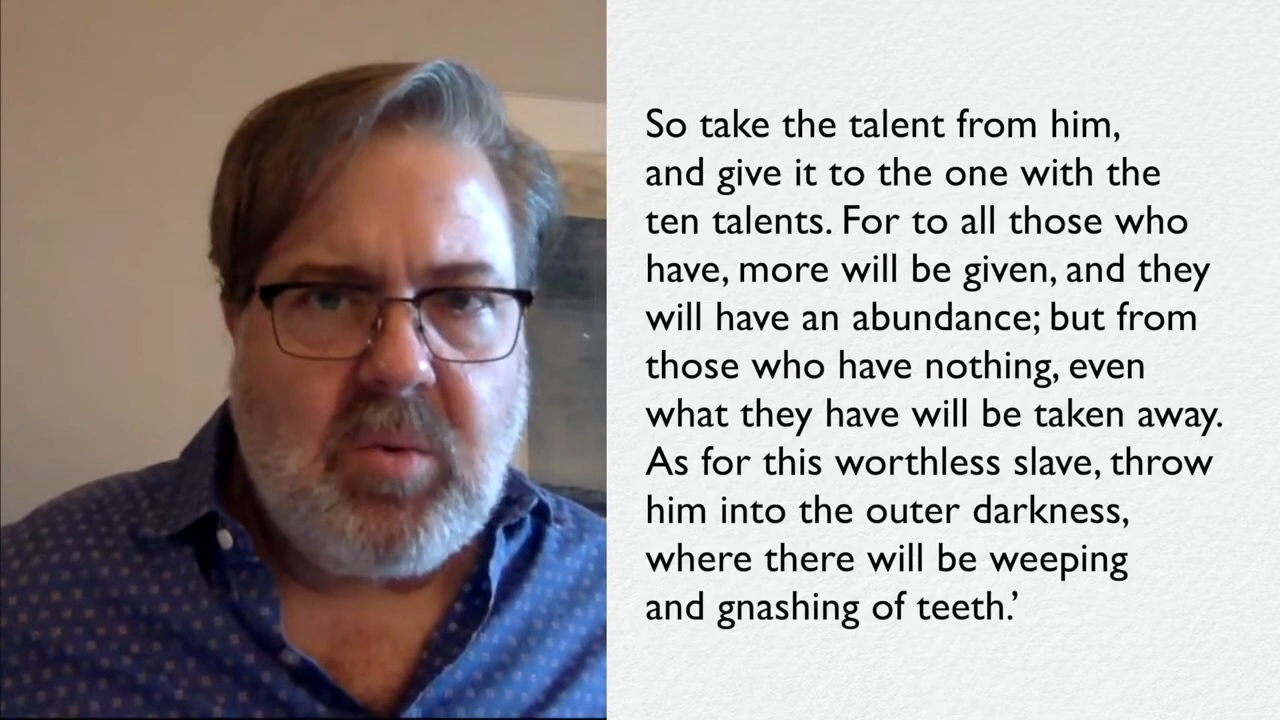 So take the talent from him,
and give it to the one with the
ten talents. For to all those who
have, more will be given, and they
will have an abundance; but from
those who have nothing, even
what they have will be taken away.
As for this worthless slave, throw
him into the outer darkness,
where there will be weeping
and gnashing of teeth.’